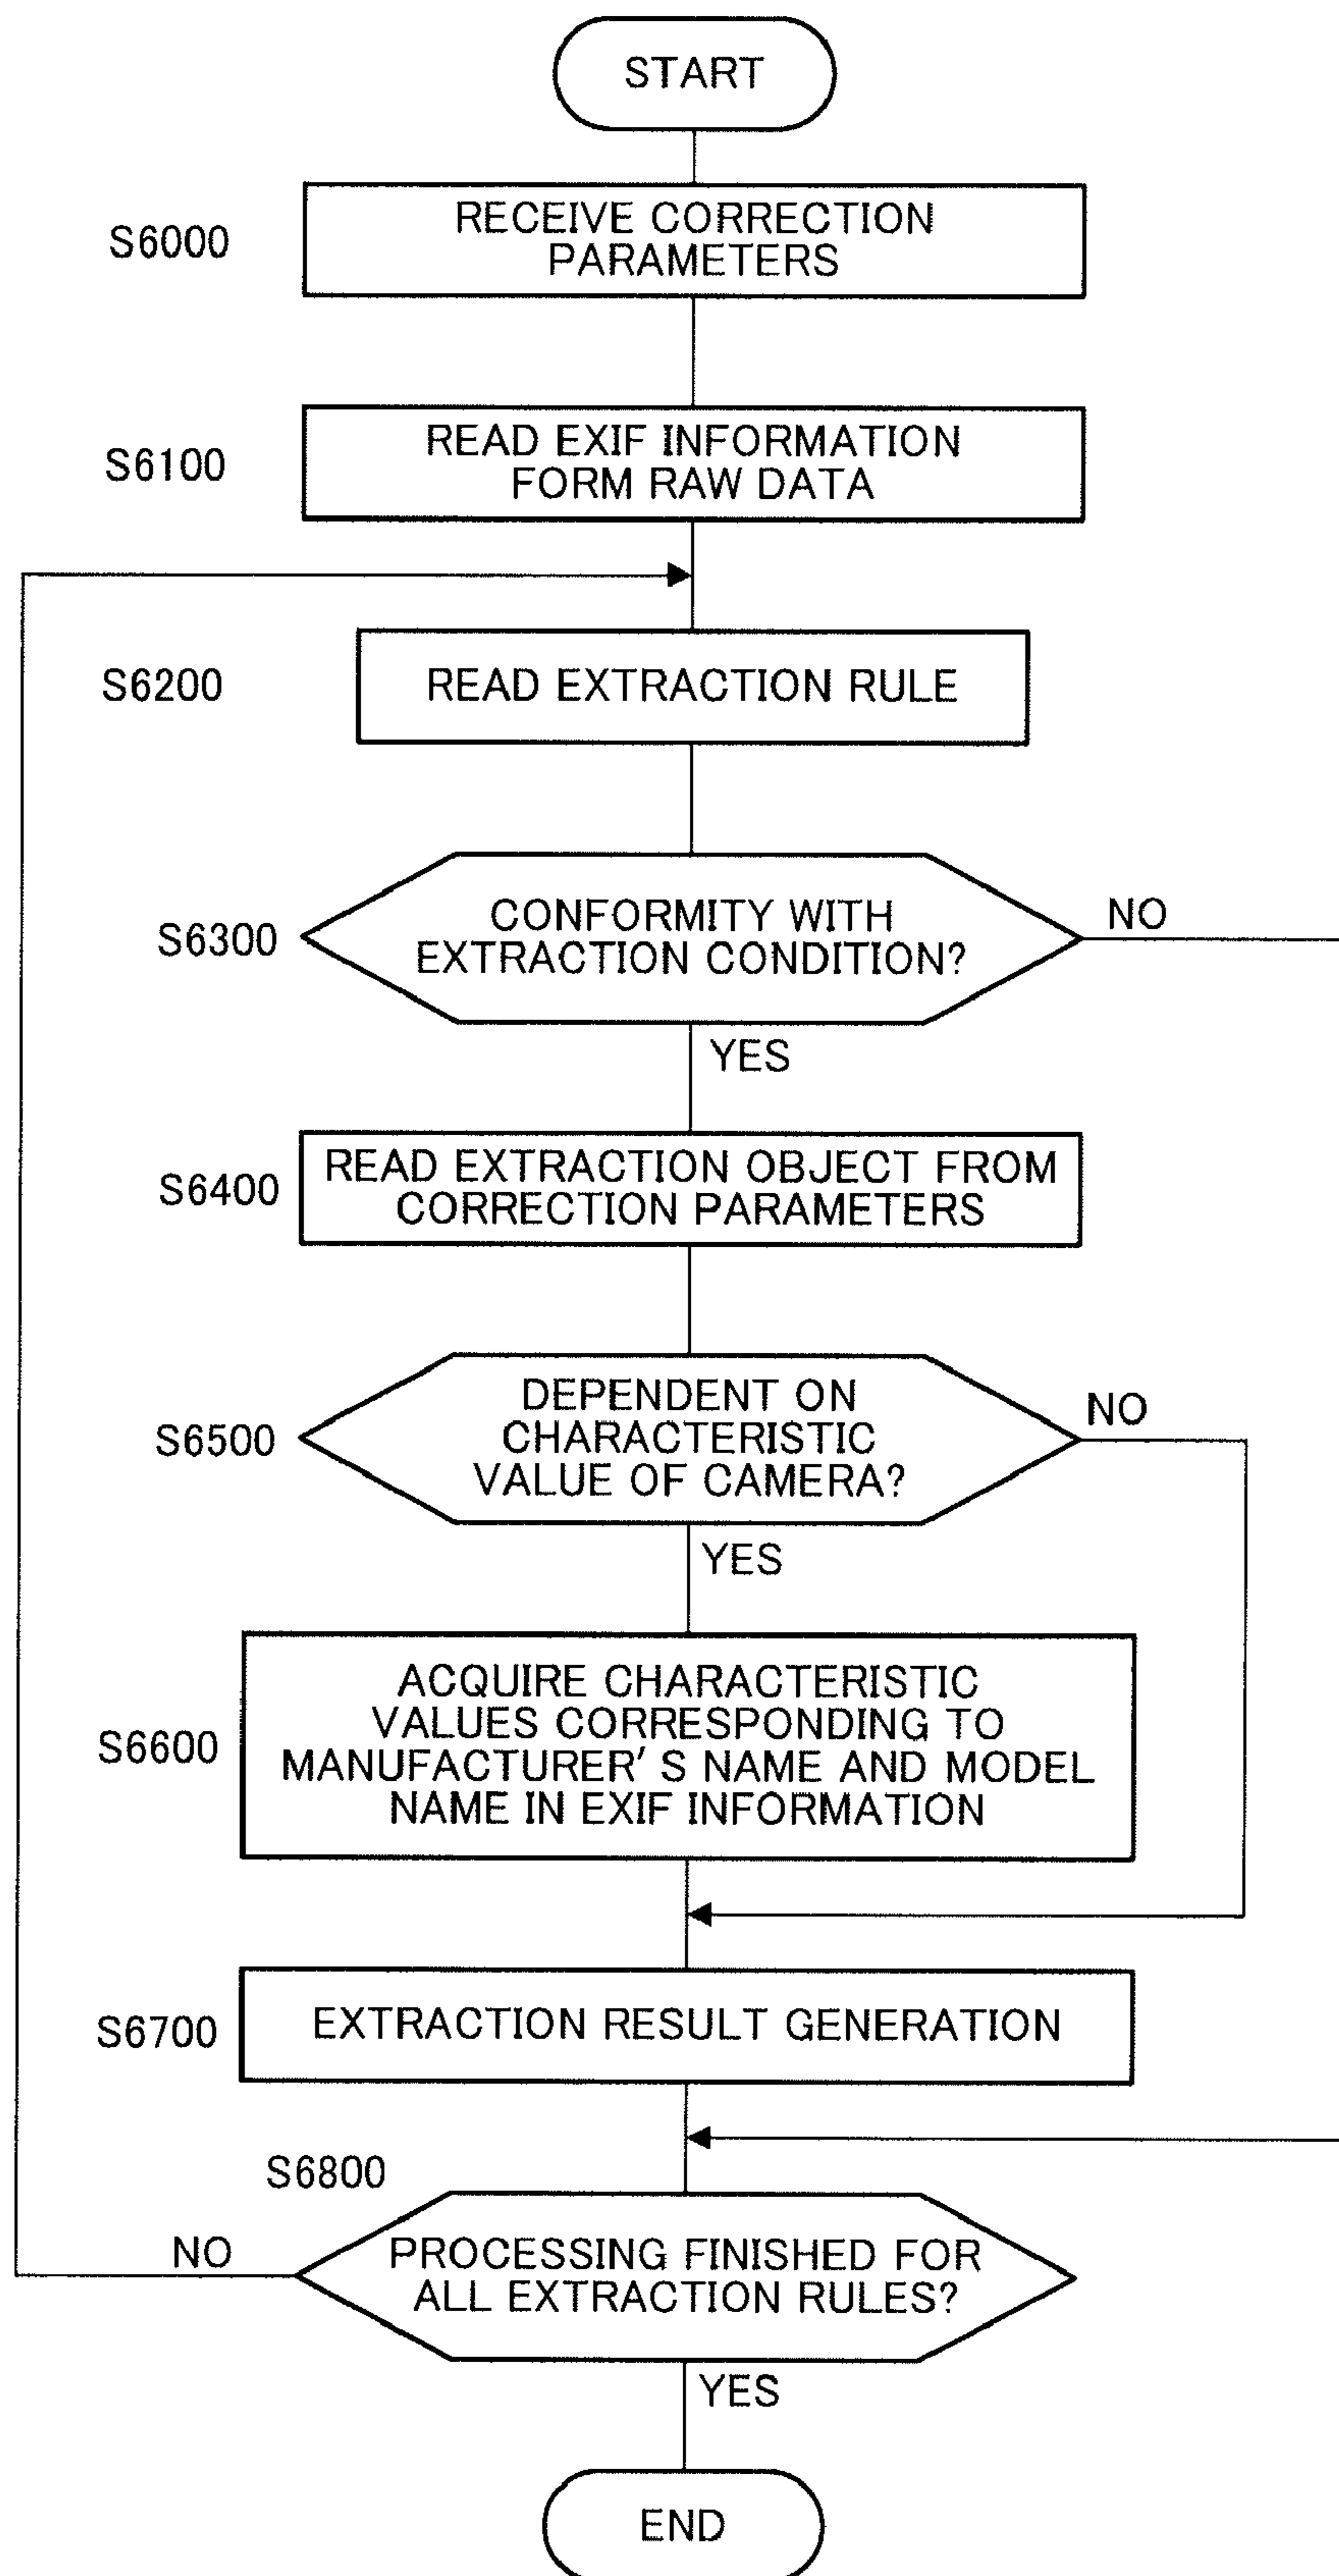 START
S6000
RECEIVE CORRECTION
PARAMETERS
S6100
READ EXIF INFORMATION
FORM RAW DATA
S6200
READ EXTRACTION RULE
S6300
CONFORMITY WITH
EXTRACTION CONDITION?
NO
YES
S6400
READ EXTRACTION OBJECT FROM
CORRECTION PARAMETERS
S6500
DEPENDENT ON
CHARACTERISTIC
VALUE OF CAMERA?
NO
YES
S6600
ACQUIRE CHARACTERISTIC
VALUES CORRESPONDING TO
MANUFACTURER'S NAME AND MODEL
NAME IN EXIF INFORMATION
S6700
EXTRACTION RESULT GENERATION
S6800
NO
PROCESSING FINISHED FOR
ALL EXTRACTION RULES?
YES
END